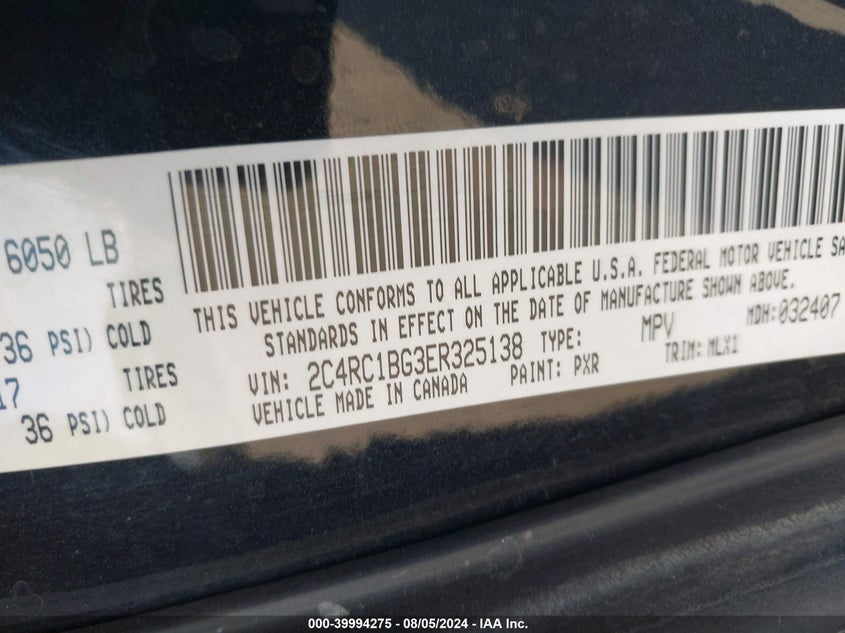 6050 LB
TIRES
36 PSI) COLD
17 TIRES
36 PSI) COLD
THIS VEHICLE CONFORMS TO ALL APPLICABLE U.S.A. FEDERAL MOTOR VEHICLE SA
STANDARDS IN EFFECT ON THE DATE OF MANUFACTURE SHOWN ABOVE.
VIN: 2C4RC1BG3ER325138 TYPE: MPV MDH: 032407
VEHICLE MADE IN CANADA PAINT: PXR TRIM: MLX1
000-39994275 - 08/05/2024 - IAA Inc.